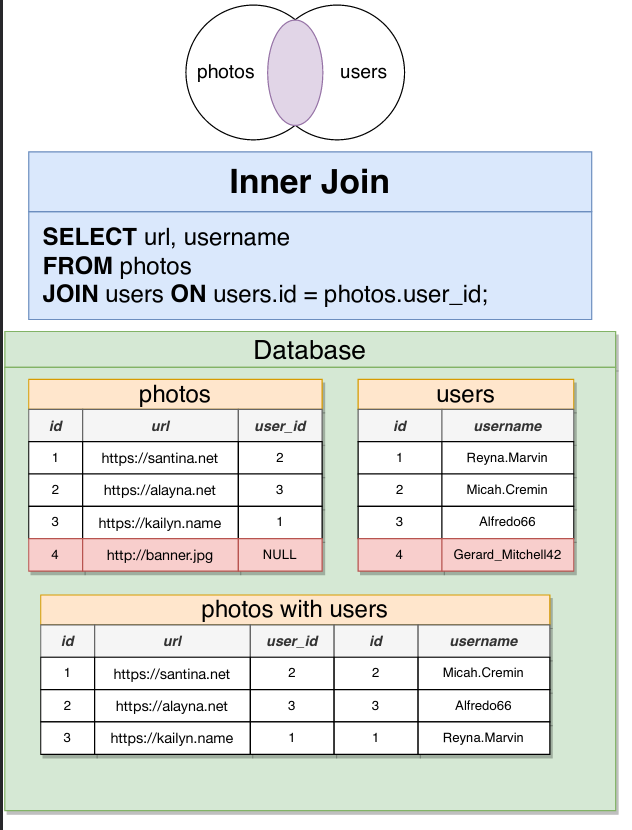 photos users
Inner Join
SELECT url, username
FROM photos
JOIN users ON users.id = photos.user_id;
Database
photos
id url user_id
1 https://santina.net 2
2 https://alayna.net 3
3 https://kailyn.name 1
4 http://banner.jpg NULL
users
id username
1 Reyna.Marvin
2 Micah.Cremin
3 Alfredo66
4 Gerard_Mitchell42
photos with users
id url user_id id username
1 https://santina.net 2 2 Micah.Cremin
2 https://alayna.net 3 3 Alfredo66
3 https://kailyn.name 1 1 Reyna.Marvin